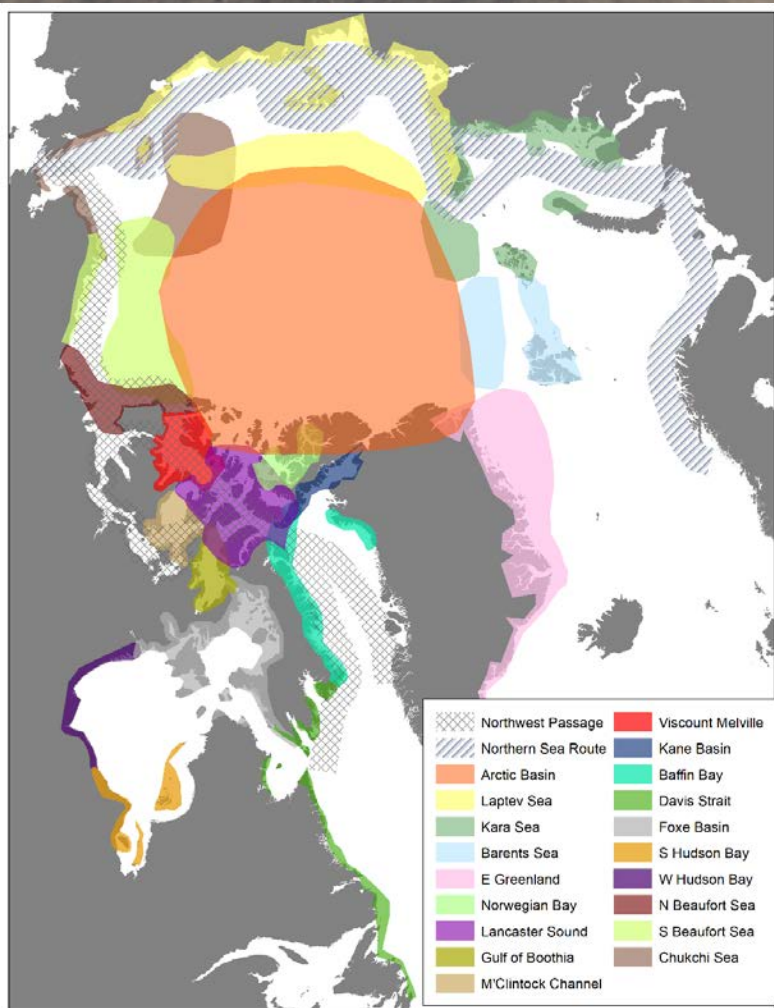 Northwest Passage
Northern Sea Route
Arctic Basin
Laptev Sea
Kara Sea
Barents Sea
E Greenland
Norwegian Bay
Lancaster Sound
Gulf of Boothia
M'Clintock Channel
Viscount Melville
Kane Basin
Baffin Bay
Davis Strait
Foxe Basin
S Hudson Bay
W Hudson Bay
N Beaufort Sea
S Beaufort Sea
Chukchi Sea